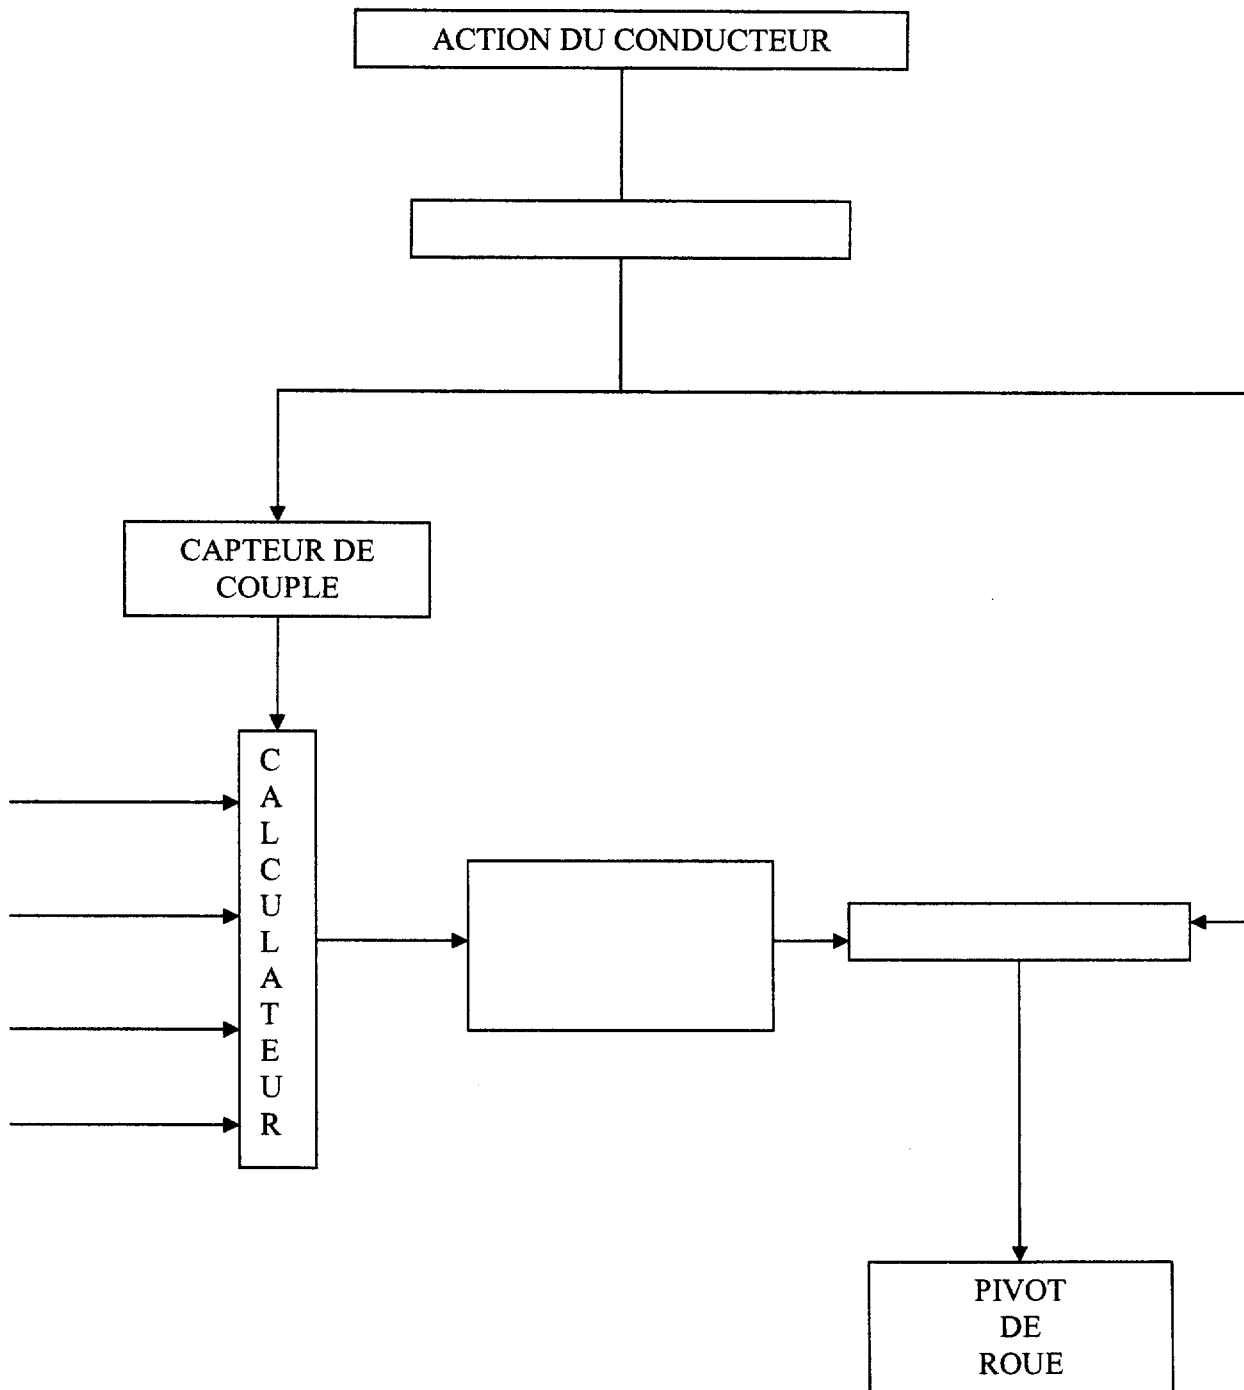 ACTION DU CONDUCTEUR
CAPTEUR DE
COUPLE
C
A
L
C
U
L
A
T
E
U
R
PIVOT
DE
ROUE